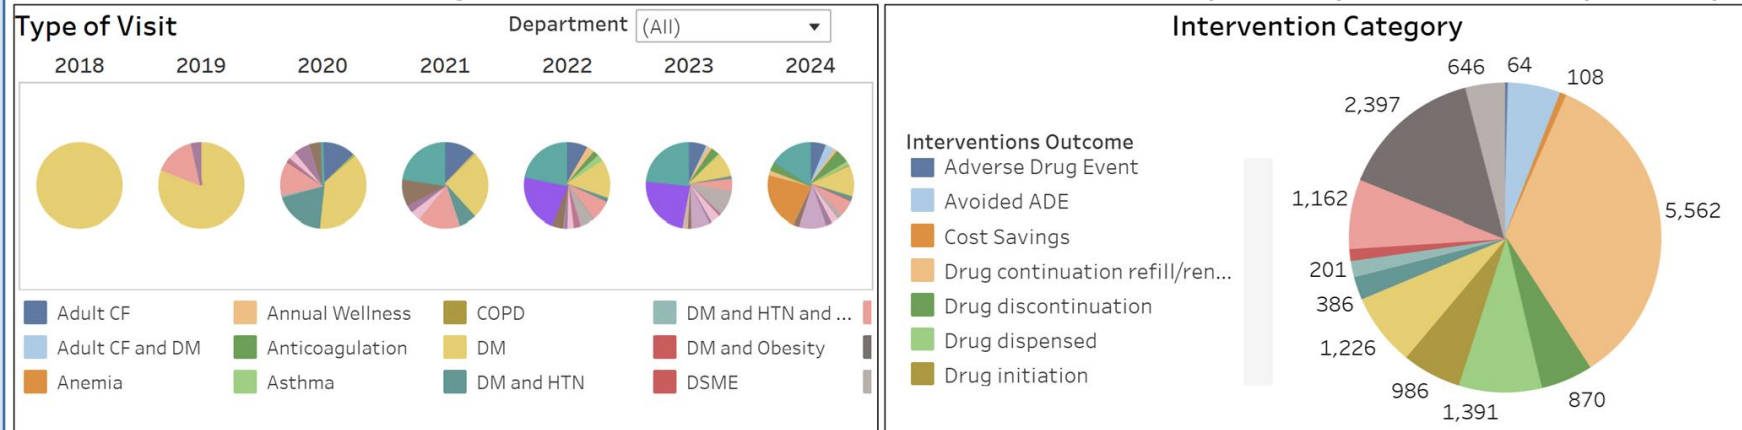 Type of Visit
Department (All)
2018 2019 2020 2021 2022 2023 2024
Adult CF Annual Wellness COPD DM and HTN and ...
Adult CF and DM Anticoagulation DM DM and Obesity
Anemia Asthma DM and HTN DSME
Intervention Category
Interventions Outcome
Adverse Drug Event
Avoided ADE
Cost Savings
Drug continuation refill/ren...
Drug discontinuation
Drug dispensed
Drug initiation
646 64
108
2,397
5,562
1,162
201
386
1,226
986
1,391
870